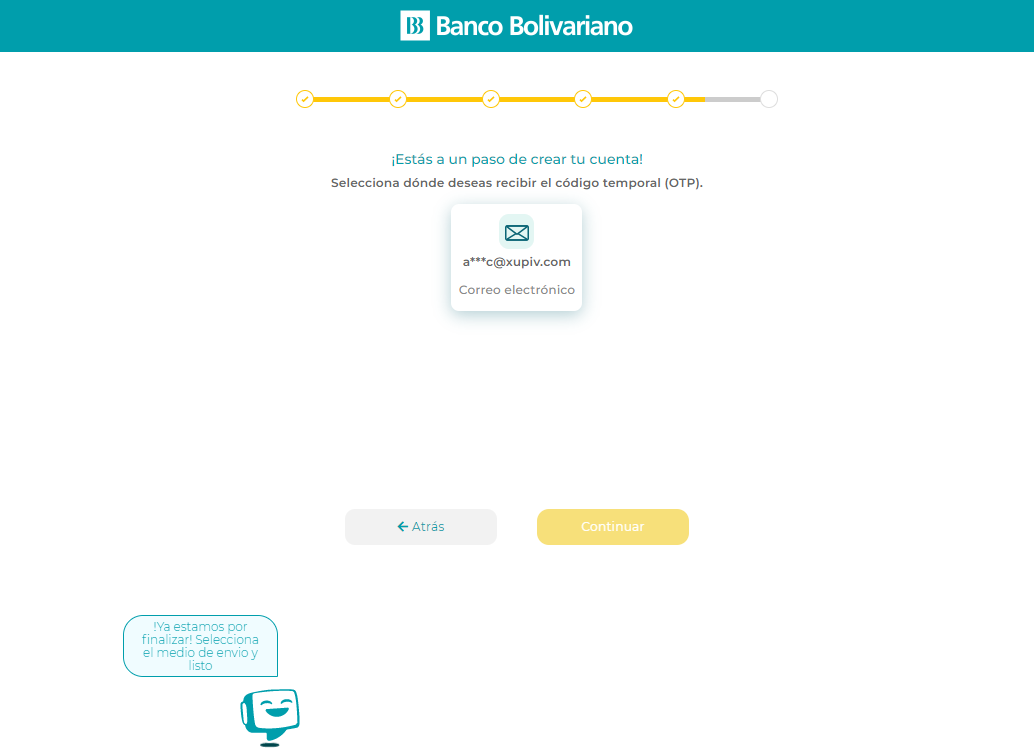 Banco Bolivariano
¡Estás a un paso de crear tu cuenta!
Selecciona dónde deseas recibir el código temporal (OTP).
a***c@xupiv.com
Correo electrónico
Atrás
Continuar
!Ya estamos por
finalizar! Selecciona
el medio de envio y
listo